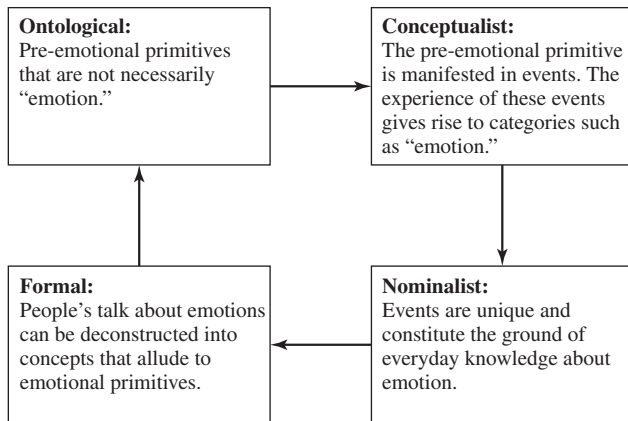 Ontological:
Pre-emotional primitives
that are not necessarily
“emotion.”
Conceptualist:
The pre-emotional primitive
is manifested in events. The
experience of these events
gives rise to categories such
as “emotion.”
Formal:
People’s talk about emotions
can be deconstructed into
concepts that allude to
emotional primitives.
Nominalist:
Events are unique and
constitute the ground of
everyday knowledge about
emotion.